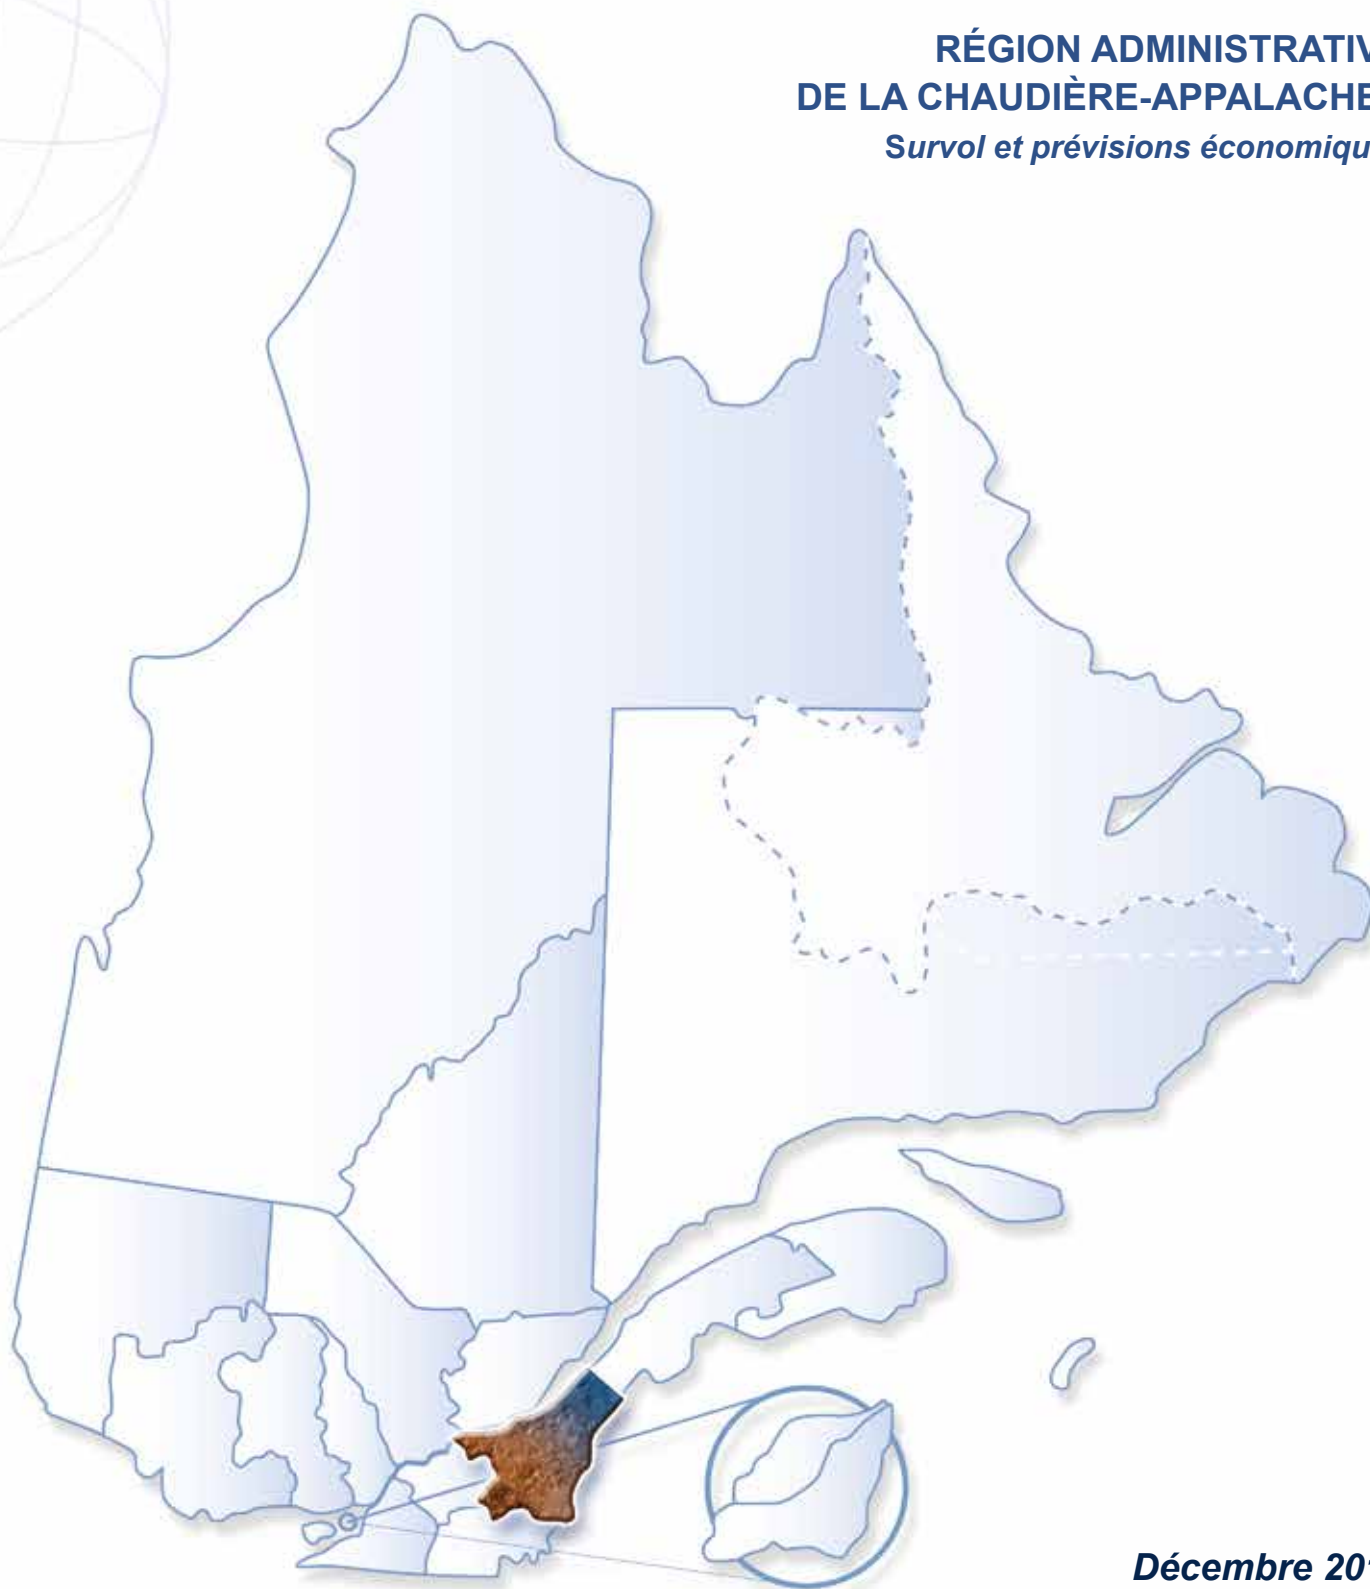 RÉGION ADMINISTRATIV
DE LA CHAUDIÈRE-APPALACHE
Survol et prévisions économiqu
Décembre 20